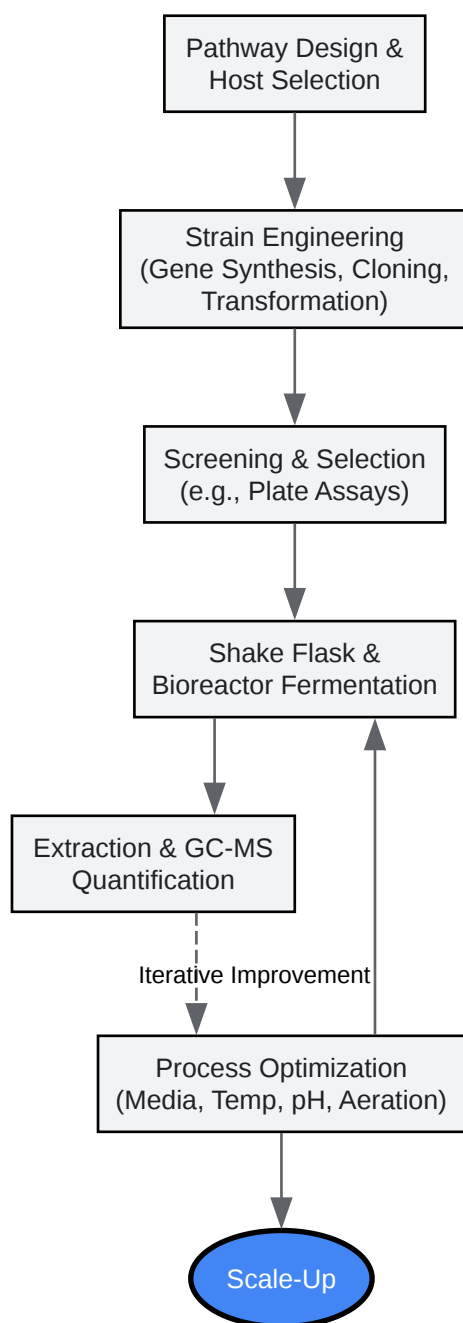 Pathway Design &
Host Selection
Strain Engineering
(Gene Synthesis, Cloning,
Transformation)
Screening & Selection
(e.g., Plate Assays)
Shake Flask &
Bioreactor Fermentation
Extraction & GC-MS
Quantification
Iterative Improvement
Process Optimization
(Media, Temp, pH, Aeration)
Scale-Up